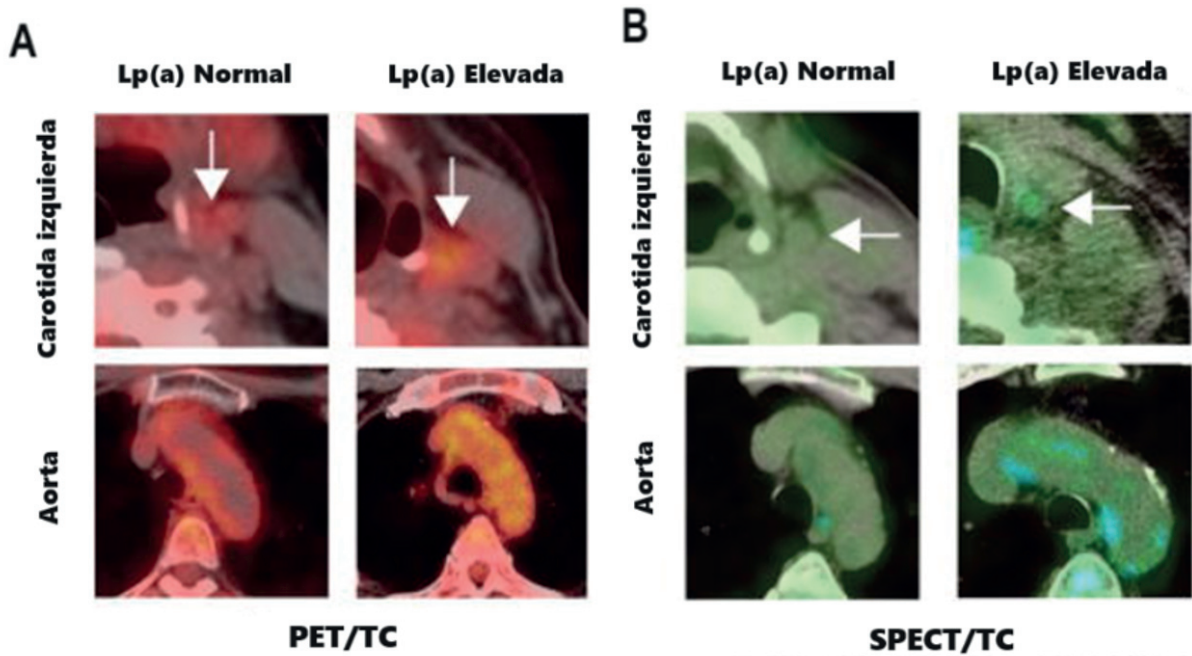 A
Lp(a) Normal
Lp(a) Elevada
Carotida izquierda
Aorta
PET/TC
B
Lp(a) Normal
Lp(a) Elevada
Carotida izquierda
Aorta
SPECT/TC